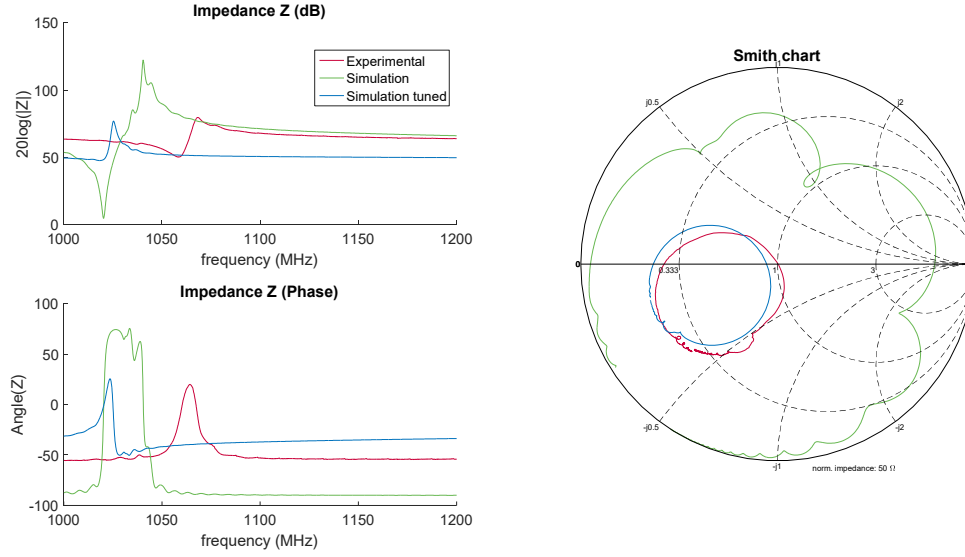 Impedance Z (dB)
150
100
50
0
20log(|Z|)
1000
1050
1100
1150
1200
frequency (MHz)
Experimental
Simulation
Simulation tuned
Impedance Z (Phase)
100
50
0
-50
-100
Angle(Z)
1000
1050
1100
1150
1200
frequency (MHz)
Smith chart
j1
j0.5
j2
0
0.333
1
3
-j0.5
-j2
-j1
norm. impedance: 50 Ω